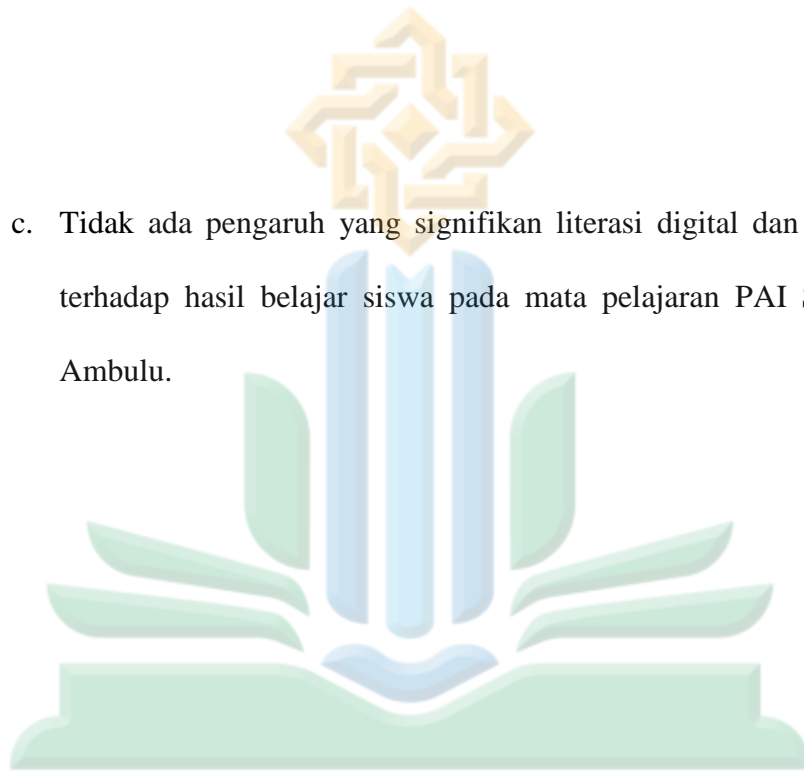 c. Tidak ada pengaruh yang signifikan literasi digital dan
terhadap hasil belajar siswa pada mata pelajaran PAI
Ambulu.